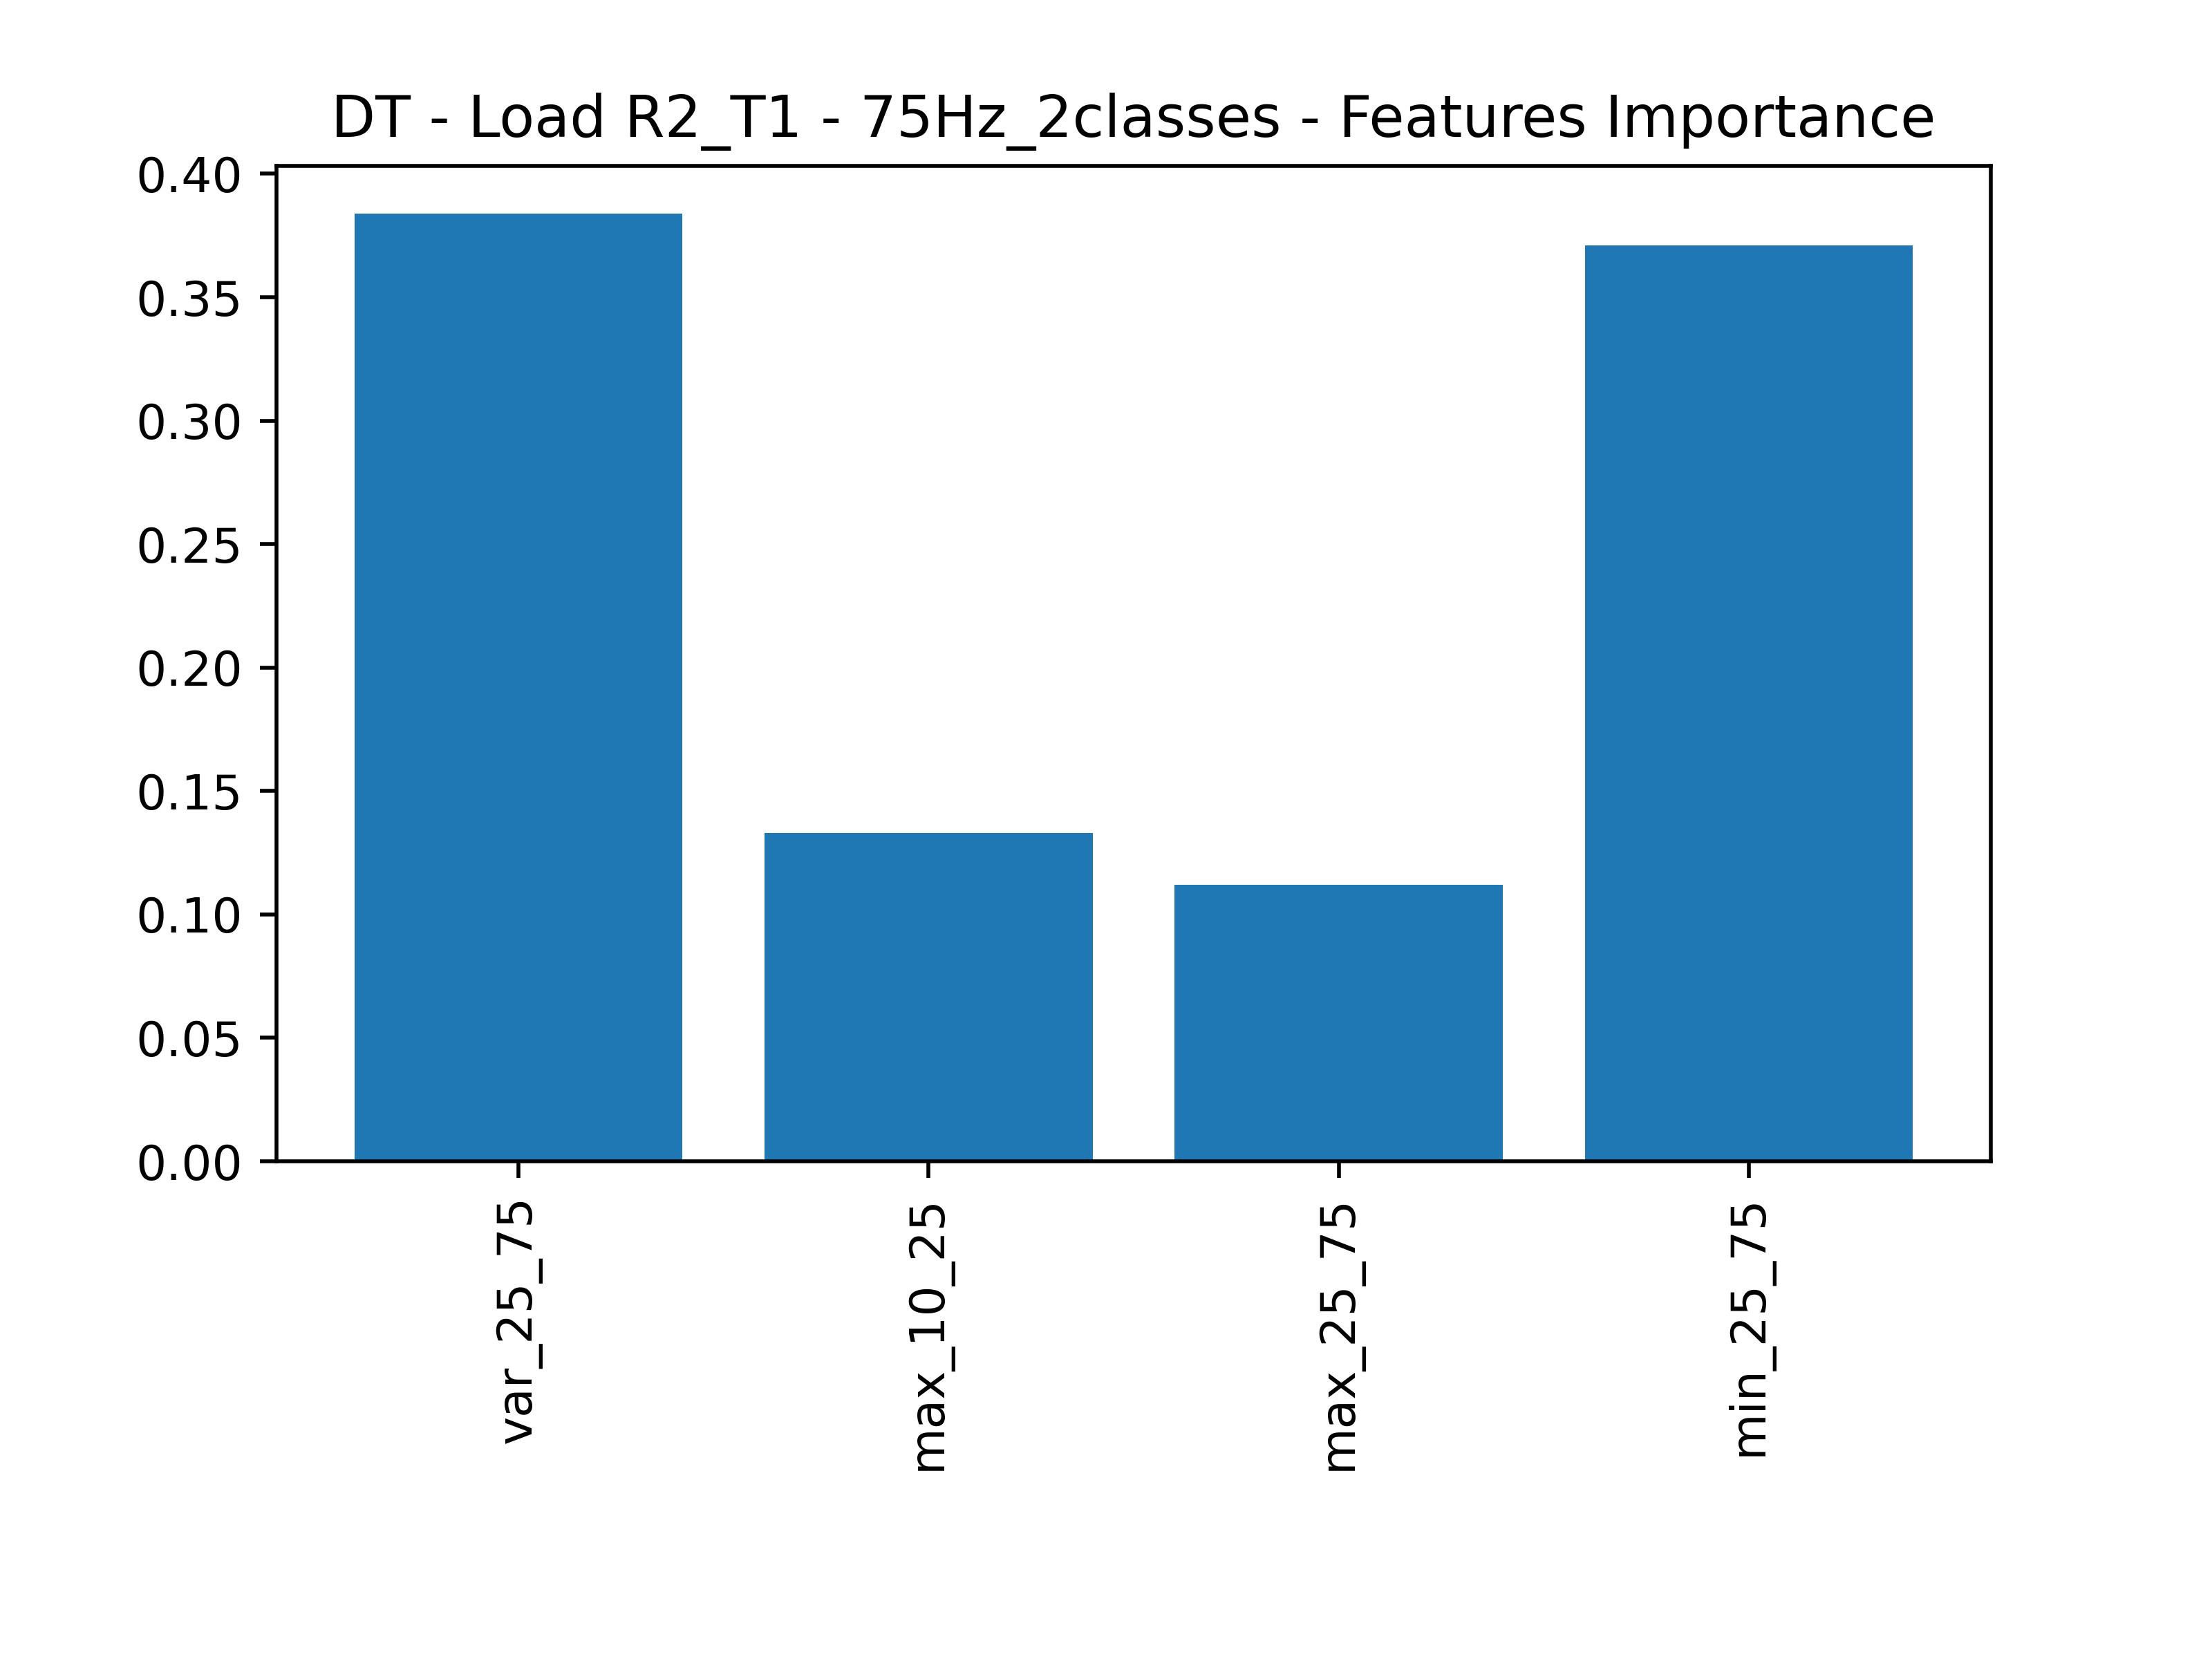 DT - Load R2_T1 - 75Hz_2classes - Features Importance
0.40
0.35
0.30
0.25
0.20
0.15
0.10
0.05
0.00
var_25_75
max_10_25
max_25_75
min_25_75